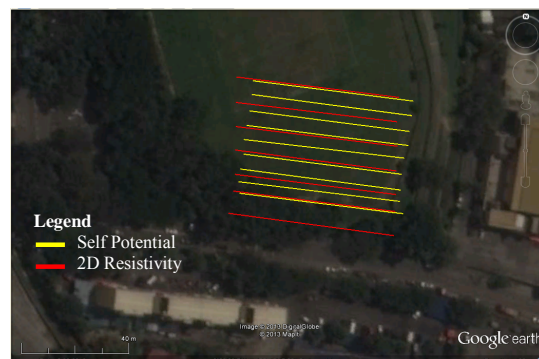 N
Legend
Self Potential
2D Resistivity
Image © 2013 DigitalGlobe
© 2013 MapIt
Google earth
40 m